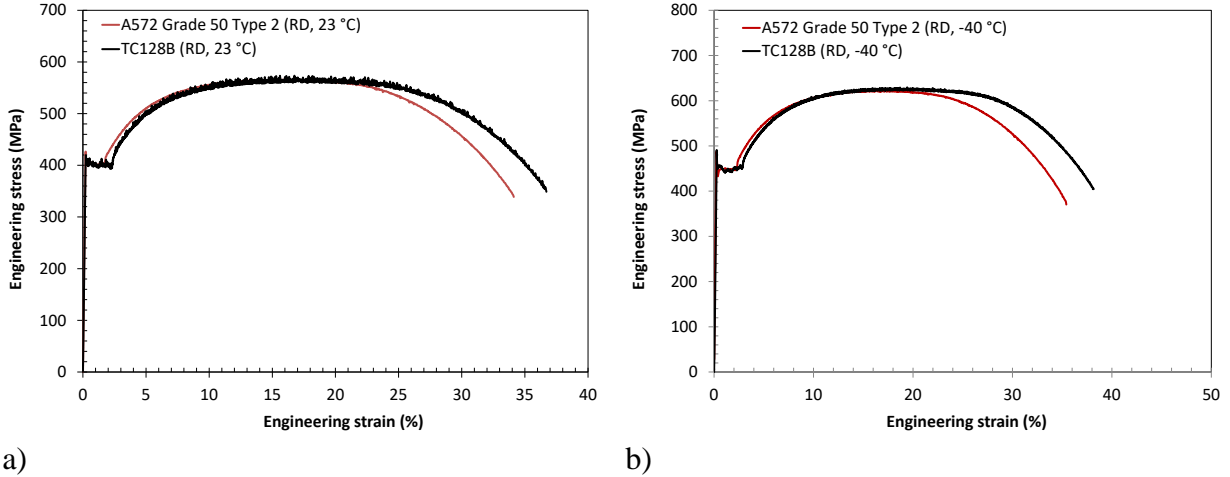 700
600
500
400
300
200
100
0
Engineering stress (MPa)
A572 Grade 50 Type 2 (RD, 23 °C)
TC128B (RD, 23 °C)
0 5 10 15 20 25 30 35 40
Engineering strain (%)
a)
800
700
600
500
400
300
200
100
0
Engineering stress (MPa)
A572 Grade 50 Type 2 (RD, -40 °C)
TC128B (RD, -40 °C)
0 10 20 30 40 50
Engineering strain (%)
b)